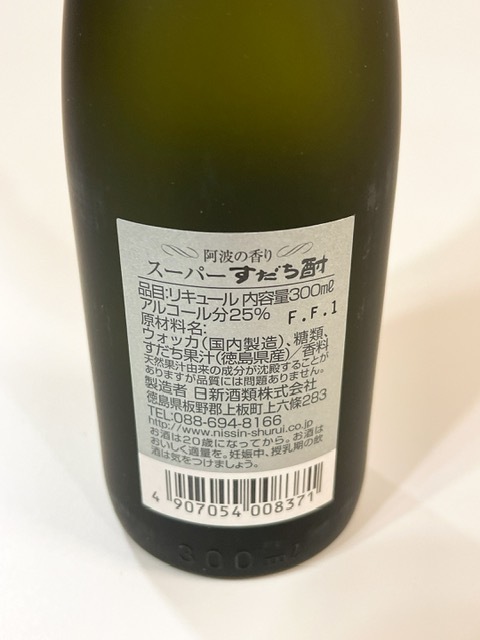 阿波の香り
スーパーすだち酎
品目:リキュール 内容量300㎖
アルコール分25% F.F.1
原材料名:
ウォッカ(国内製造)、糖類、
すだち果汁(徳島県産)/香料
天然果汁由来の成分が沈殿することが
ありますが品質には問題ありません。
製造者 日新酒類株式会社
徳島県板野郡上板町上六條283
TEL:088-694-8166
http://www.nissin-shurui.co.jp
お酒は20歳になってから。お酒は
おいしく適量を。妊娠中、授乳期の飲
酒は気をつけましょう。
4 907054 008371
300 ml